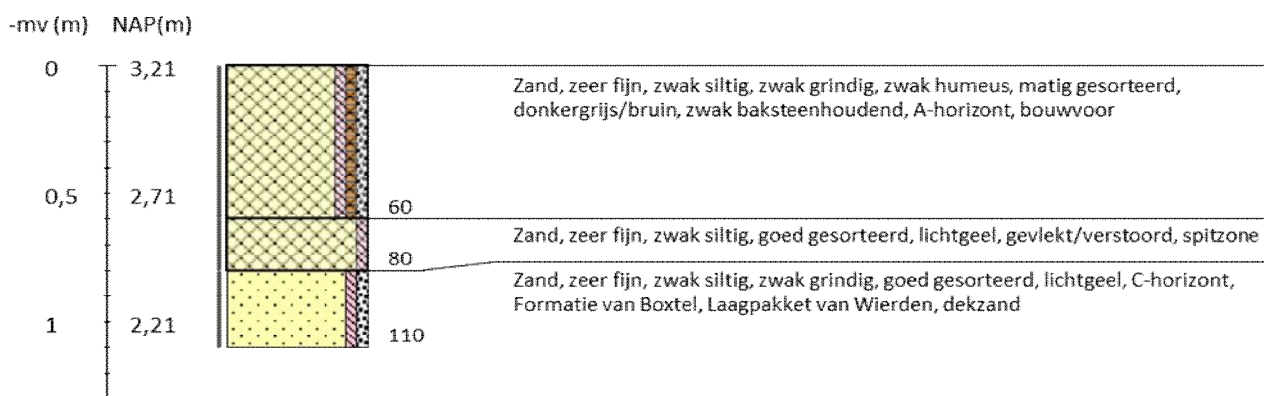 -mv (m) NAP(m)
0 3,21
Zand, zeer fijn, zwak siltig, zwak grindig, zwak humeus, matig gesorteerd,
donkergrijs/bruin, zwak baksteenhoudend, A-horizont, bouwvoor
0,5 2,71
60
Zand, zeer fijn, zwak siltig, goed gesorteerd, lichtgeel, gevlekt/verstoord, spitzone
80
Zand, zeer fijn, zwak siltig, zwak grindig, goed gesorteerd, lichtgeel, C-horizont,
Formatie van Boxtel, Laagpakket van Wierden, dekzand
1 2,21
110